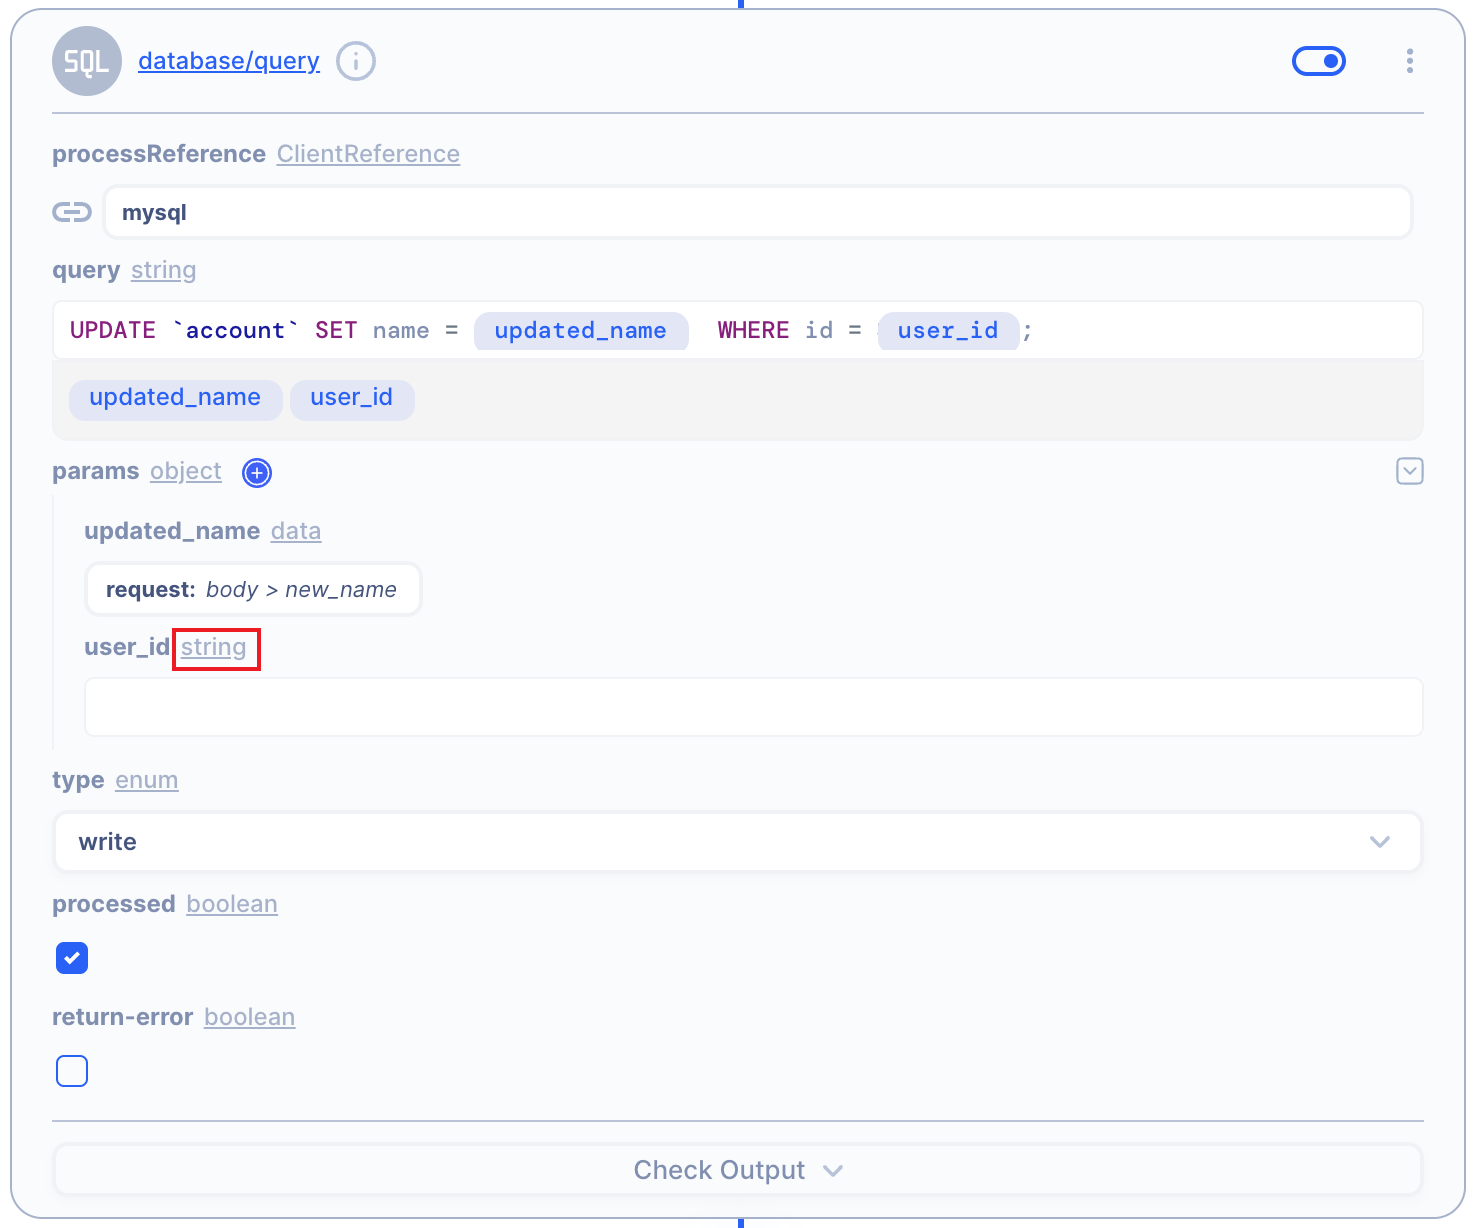 SQL database/query
processReference ClientReference
mysql
query string
UPDATE `account` SET name = updated_name WHERE id = user_id ;
updated_name user_id
params object
updated_name data
request: body > new_name
user_id string
type enum
write
processed boolean
return-error boolean
Check Output